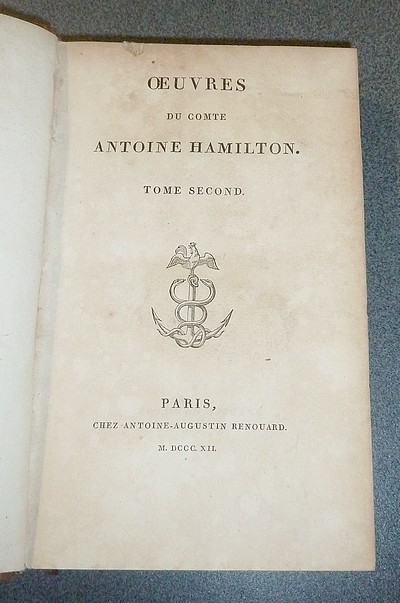 ŒUVRES
DU COMTE
ANTOINE HAMILTON.
TOME SECOND.
PARIS,
CHEZ ANTOINE-AUGUSTIN RENOUARD.
M. DCCC. XII.